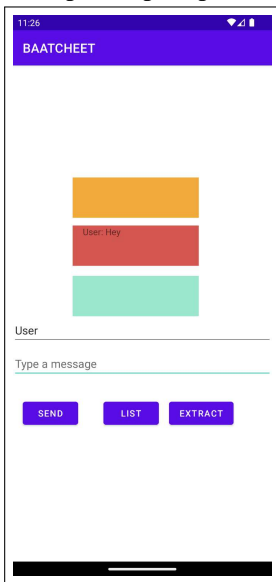 11:26
BAATCHEET
User: Hey
User
Type a message
SEND LIST EXTRACT